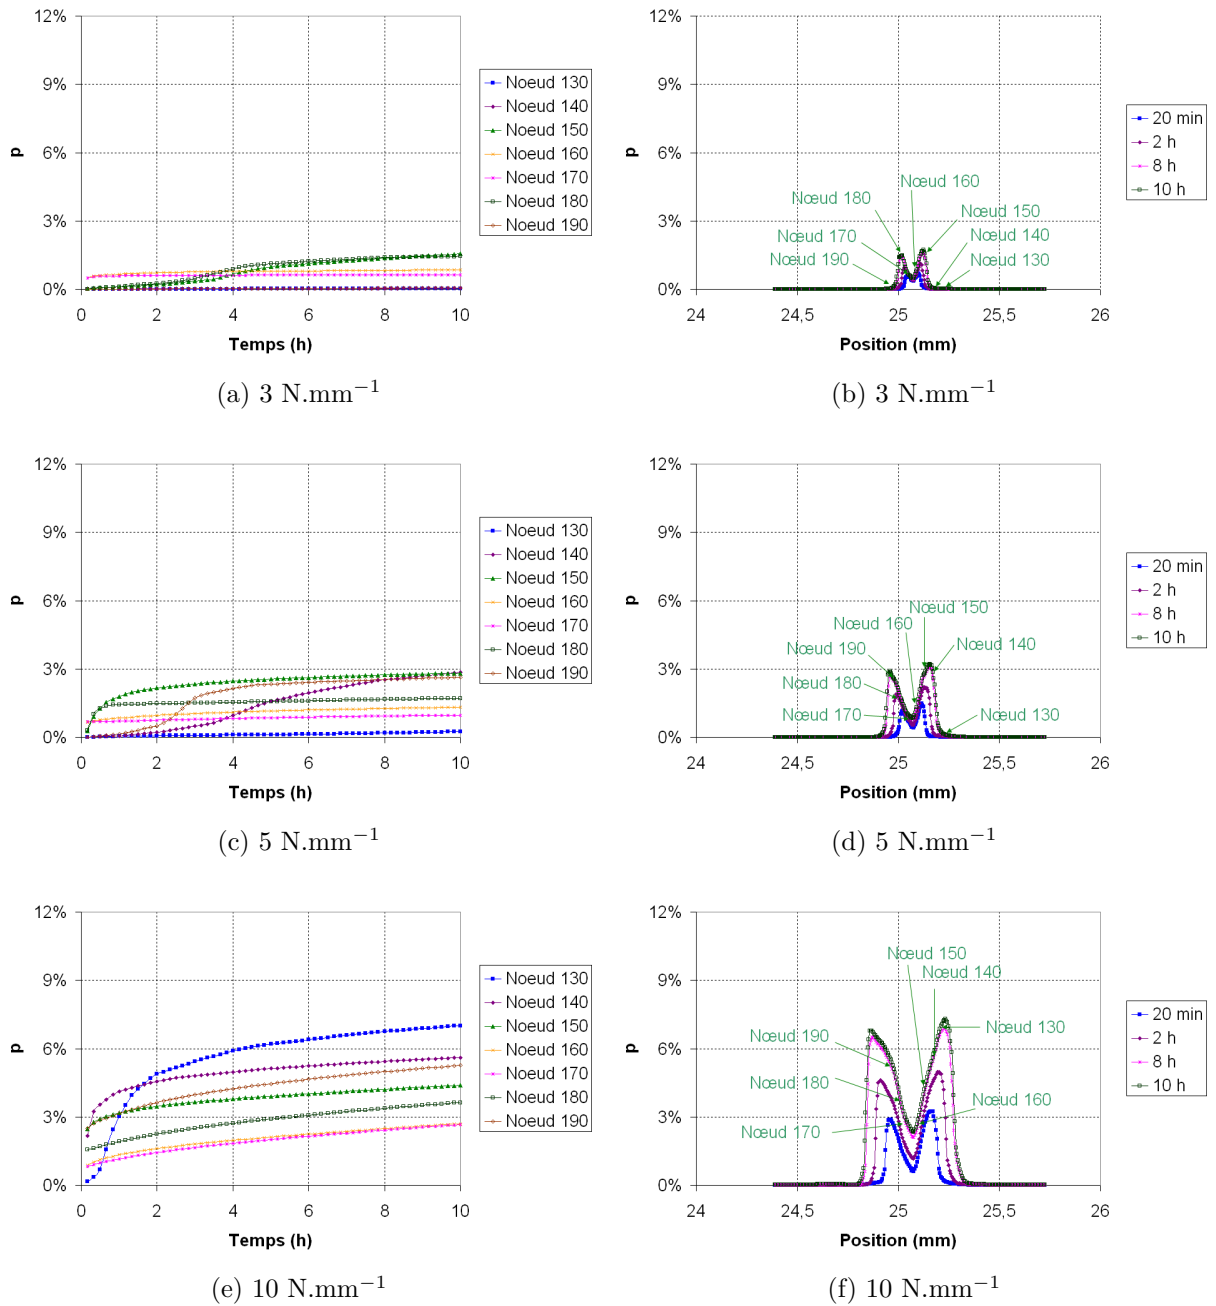 12%
9%
6%
3%
0%
p
0
2
4
6
8
10
Temps (h)
Noeud 130
Noeud 140
Noeud 150
Noeud 160
Noeud 170
Noeud 180
Noeud 190
(a) 3 N.mm−1
12%
9%
6%
3%
0%
p
Nœud 160
Nœud 180
Nœud 150
Nœud 170
Nœud 140
Nœud 190
Nœud 130
24
24,5
25
25,5
26
Position (mm)
20 min
2 h
8 h
10 h
(b) 3 N.mm−1
12%
9%
6%
3%
0%
p
0
2
4
6
8
10
Temps (h)
Noeud 130
Noeud 140
Noeud 150
Noeud 160
Noeud 170
Noeud 180
Noeud 190
(c) 5 N.mm−1
12%
9%
6%
3%
0%
p
Nœud 150
Nœud 160
Nœud 190
Nœud 140
Nœud 180
Nœud 170
Nœud 130
24
24,5
25
25,5
26
Position (mm)
20 min
2 h
8 h
10 h
(d) 5 N.mm−1
12%
9%
6%
3%
0%
p
0
2
4
6
8
10
Temps (h)
Noeud 130
Noeud 140
Noeud 150
Noeud 160
Noeud 170
Noeud 180
Noeud 190
(e) 10 N.mm−1
12%
9%
6%
3%
0%
p
Nœud 150
Nœud 140
Nœud 190
Nœud 130
Nœud 180
Nœud 160
Nœud 170
24
24,5
25
25,5
26
Position (mm)
20 min
2 h
8 h
10 h
(f) 10 N.mm−1